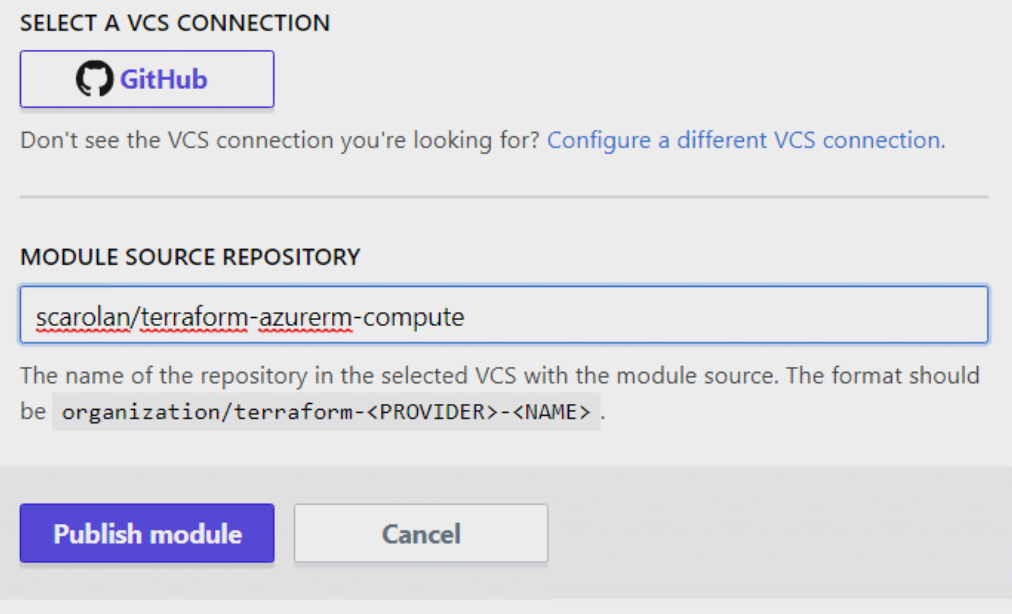 SELECT A VCS CONNECTION
GitHub
Don't see the VCS connection you're looking for? Configure a different VCS connection.
MODULE SOURCE REPOSITORY
scarolan/terraform-azurerm-compute
The name of the repository in the selected VCS with the module source. The format should
be organization/terraform-<PROVIDER>-<NAME> .
Publish module
Cancel